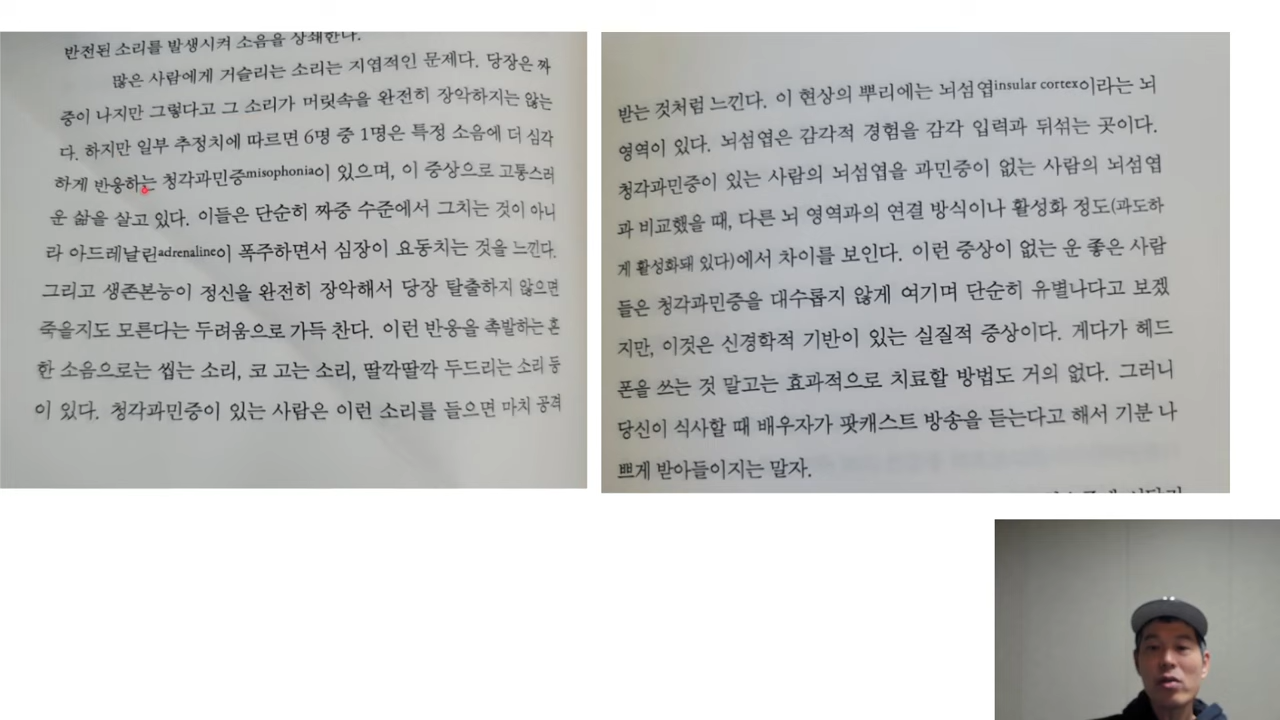 반전된 소리를 발생시켜 소음을 상쇄한다.
많은 사람에게 거슬리는 소리는 지엽적인 문제다. 당장은 짜
증이 나지만 그렇다고 그 소리가 머릿속을 완전히 장악하지는 않는
다. 하지만 일부 추정치에 따르면 6명 중 1명은 특정 소음에 더 심각
하게 반응하는 청각과민증misophonia이 있으며, 이 증상으로 고통스러
운 삶을 살고 있다. 이들은 단순히 짜증 수준에서 그치는 것이 아니
라 아드레날린adrenaline이 폭주하면서 심장이 요동치는 것을 느낀다.
그리고 생존본능이 정신을 완전히 장악해서 당장 탈출하지 않으면
죽을지도 모른다는 두려움으로 가득 찬다. 이런 반응을 촉발하는 흔
한 소음으로는 씹는 소리, 코 고는 소리, 딸깍딸깍 두드리는 소리 등
이 있다. 청각과민증이 있는 사람은 이런 소리를 들으면 마치 공격
받는 것처럼 느낀다. 이 현상의 뿌리에는 뇌섬엽insular cortex이라는 뇌
영역이 있다. 뇌섬엽은 감각적 경험을 감각 입력과 뒤섞는 곳이다.
청각과민증이 있는 사람의 뇌섬엽을 과민증이 없는 사람의 뇌섬엽
과 비교했을 때, 다른 뇌 영역과의 연결 방식이나 활성화 정도(과도하
게 활성화돼 있다)에서 차이를 보인다. 이런 증상이 없는 운 좋은 사람
들은 청각과민증을 대수롭지 않게 여기며 단순히 유별나다고 보겠
지만, 이것은 신경학적 기반이 있는 실질적 증상이다. 게다가 헤드
폰을 쓰는 것 말고는 효과적으로 치료할 방법도 거의 없다. 그러니
당신이 식사할 때 배우자가 팟캐스트 방송을 듣는다고 해서 기분 나
쁘게 받아들이지는 말자.